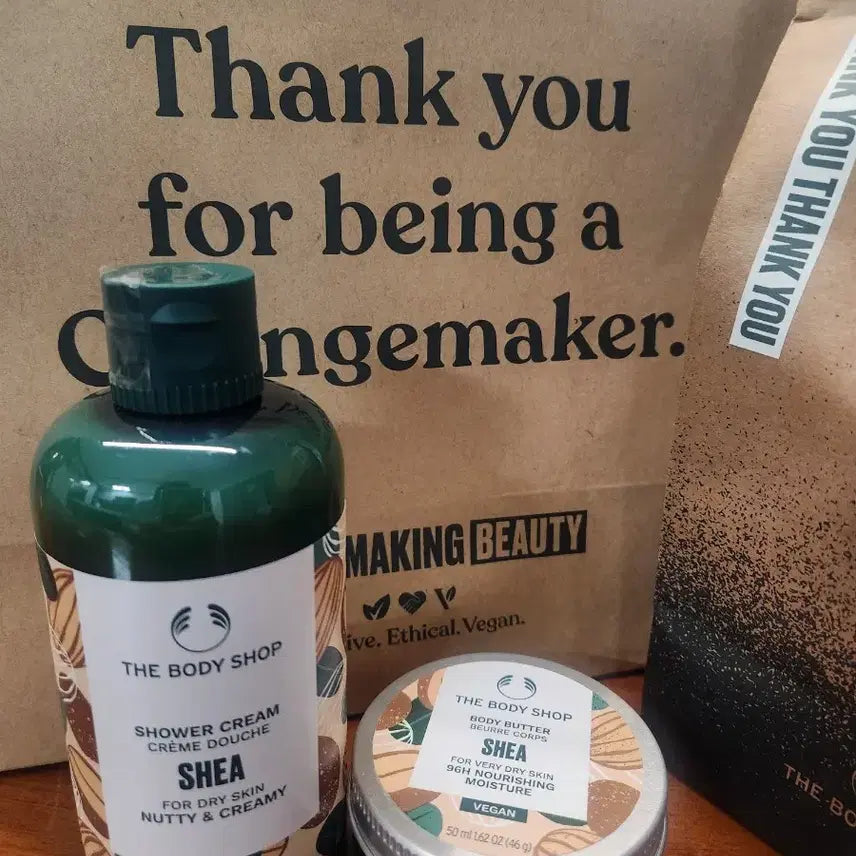 Thank you
for being a
ngemaker.
MAKING BEAUTY
Ethical. Vegan.
THANK YOU
YOU
THE BODY SHOP
SHOWER CREAM
CRÈME DOUCHE
SHEA
FOR DRY SKIN
NUTTY & CREAMY
THE BODY SHOP
BODY BUTTER
BEURRE CORPS
SHEA
FOR VERY DRY SKIN
96H NOURISHING
MOISTURE
VEGAN
50 ml 1.62 OZ (46 g)
THE BO